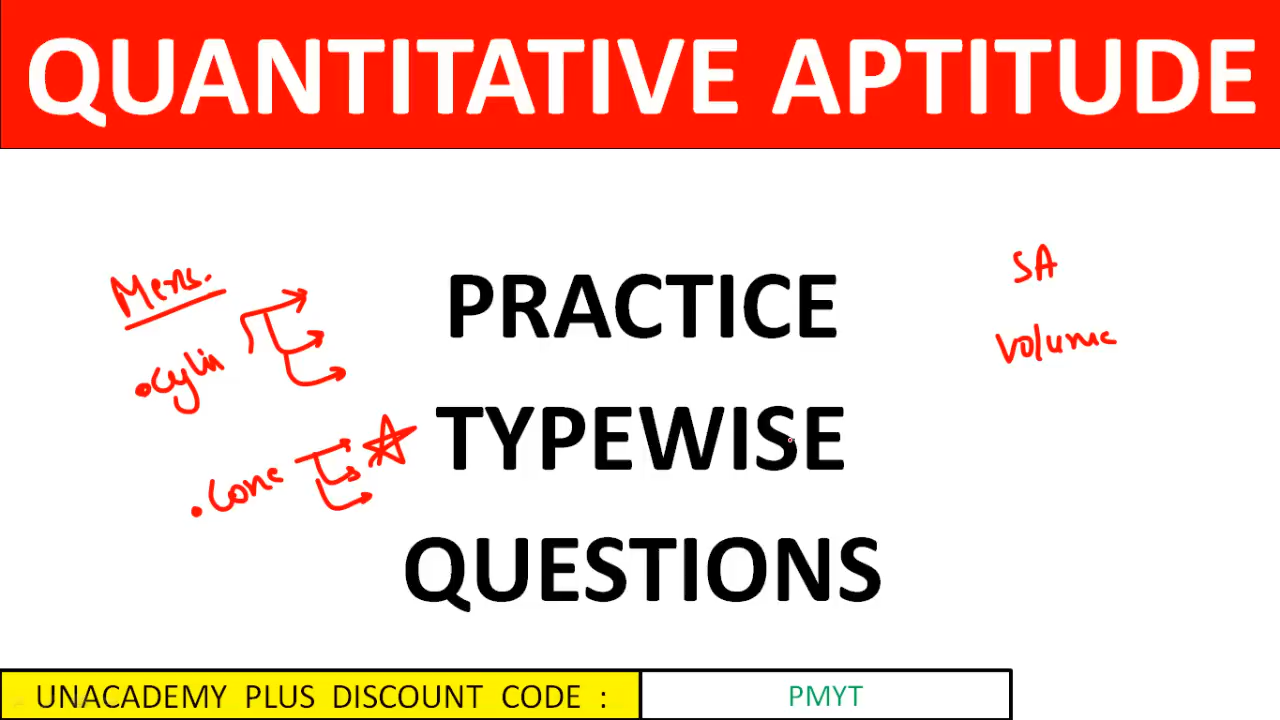 QUANTITATIVE APTITUDE
Mens.
SA
PRACTICE
volume
.cylin
TYPEWISE
.Cone
QUESTIONS
UNACADEMY PLUS DISCOUNT CODE :
PMYT